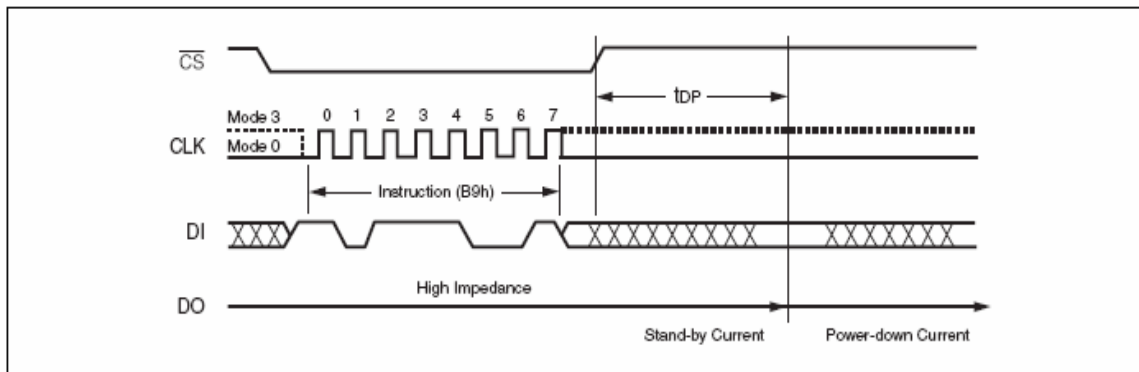 CS
tDP
Mode 3
0 1 2 3 4 5 6 7
CLK
Mode 0
Instruction (B9h)
DI
High Impedance
DO
Stand-by Current
Power-down Current